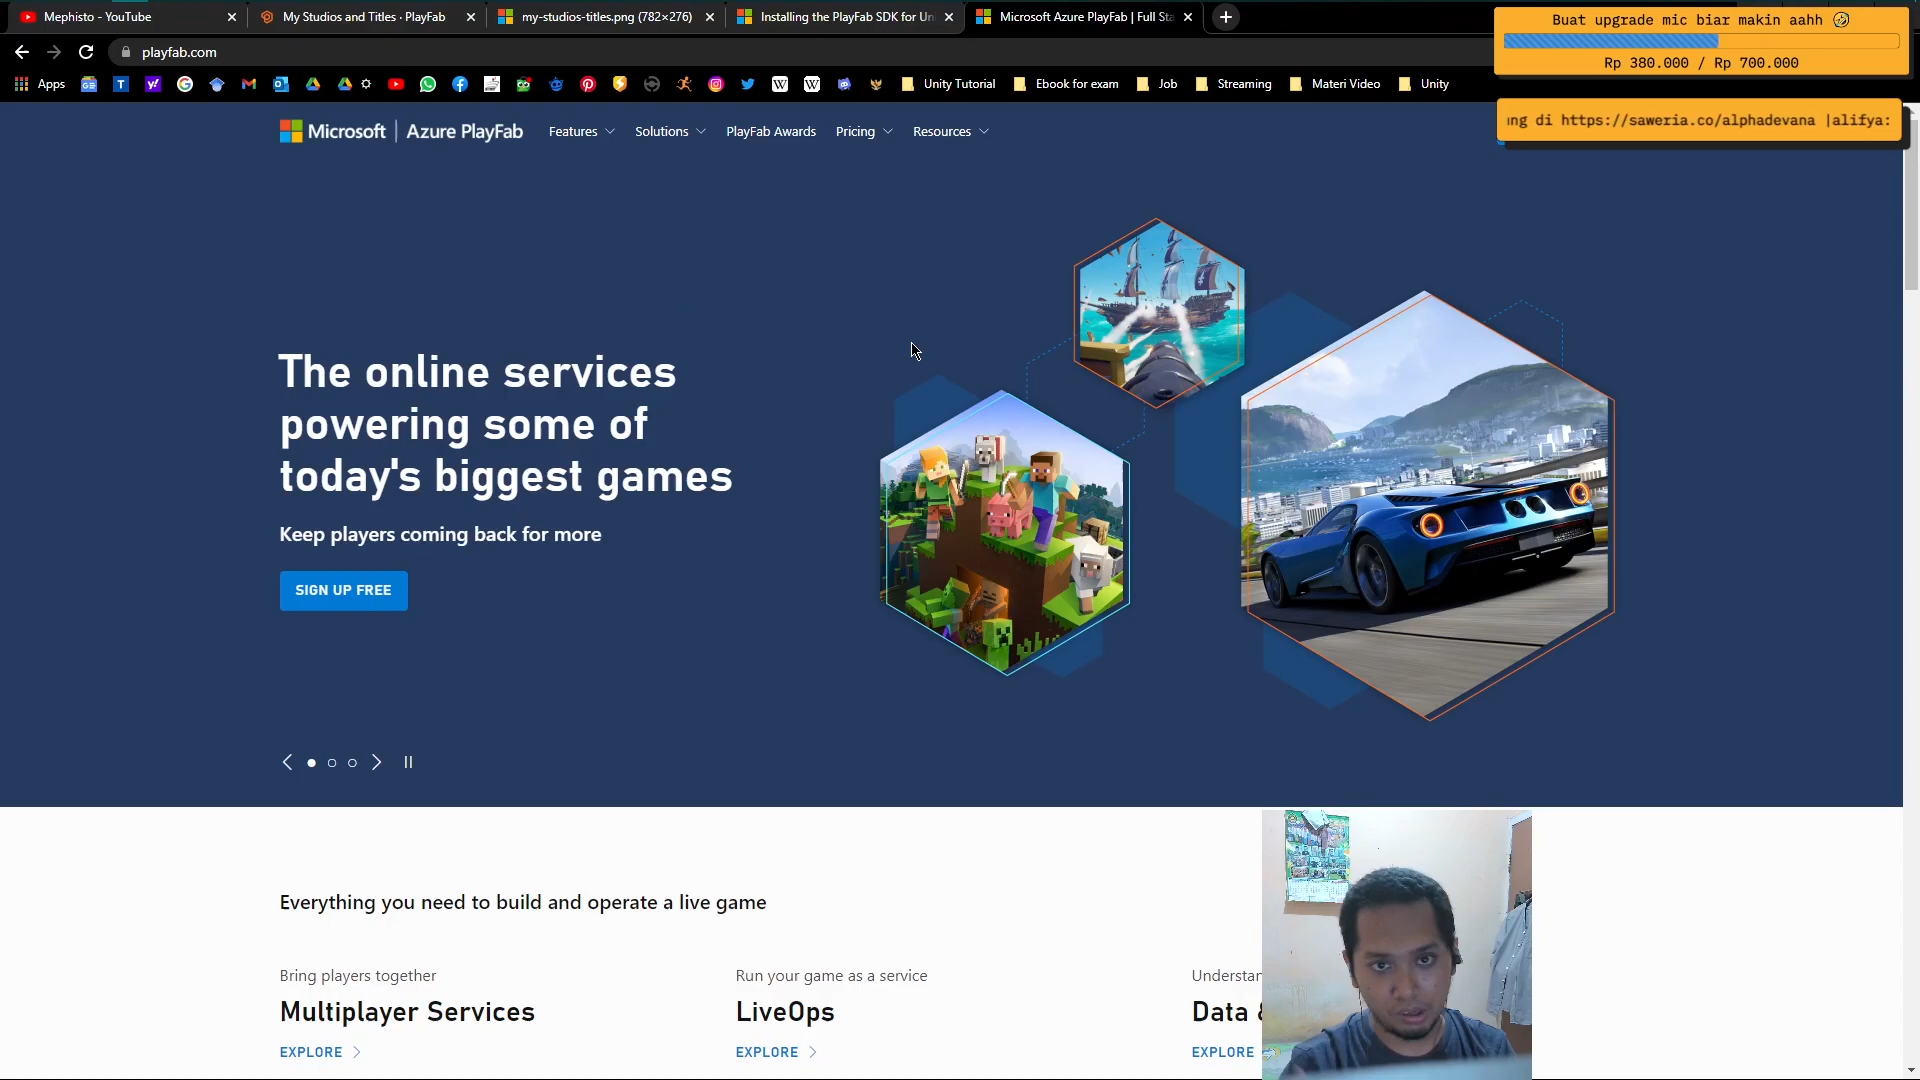 Mephisto - YouTube
My Studios and Titles · PlayFab
my-studios-titles.png (782×276)
Installing the PlayFab SDK for Un
Microsoft Azure PlayFab | Full Sta
playfab.com
Apps
Unity Tutorial
Ebook for exam
Job
Streaming
Materi Video
Unity
Buat upgrade mic biar makin aahh 🤣
Rp 380.000 / Rp 700.000
ung di https://saweria.co/alphadevana |alifya:
Microsoft | Azure PlayFab
Features
Solutions
PlayFab Awards
Pricing
Resources
The online services
powering some of
today's biggest games
Keep players coming back for more
SIGN UP FREE
Everything you need to build and operate a live game
Bring players together
Multiplayer Services
EXPLORE
Run your game as a service
LiveOps
EXPLORE
Understan
Data &
EXPLORE